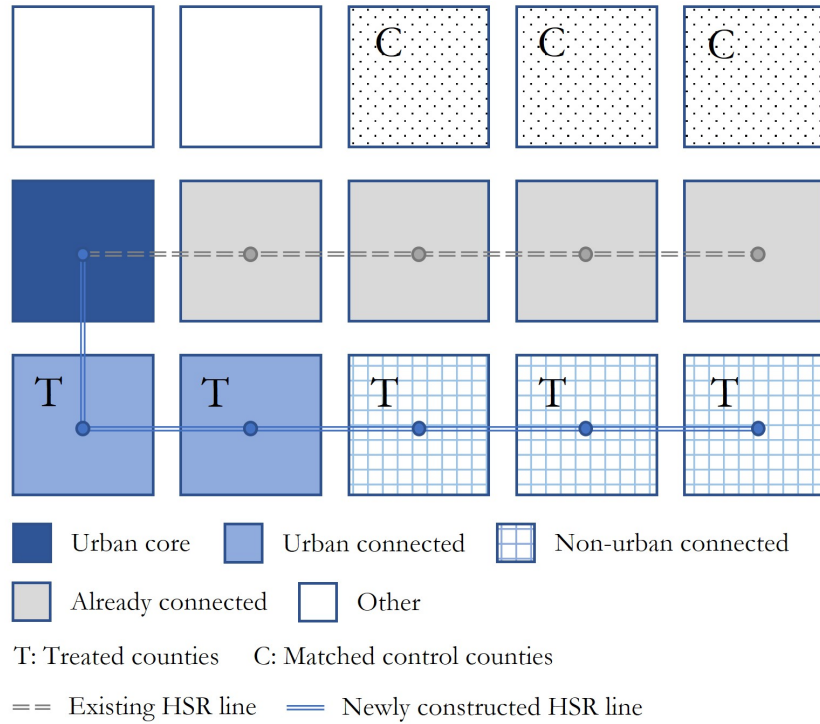 C C C
T T T T T
Urban core Urban connected Non-urban connected
Already connected Other
T: Treated counties C: Matched control counties
Existing HSR line Newly constructed HSR line